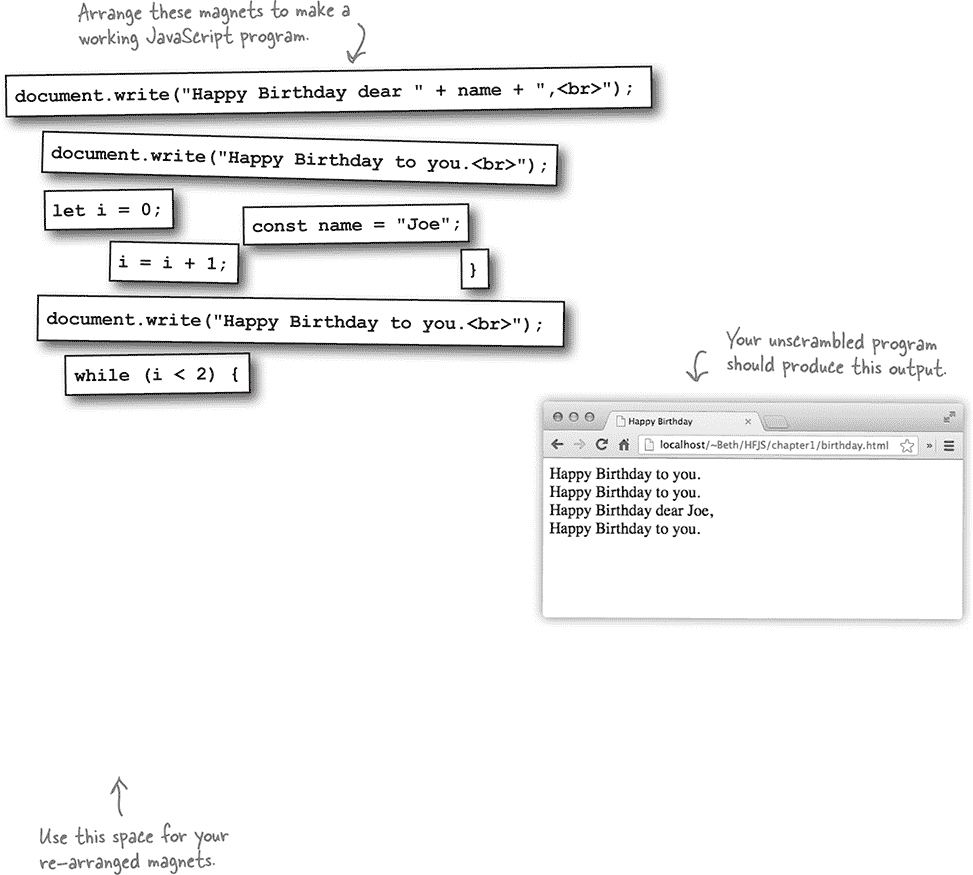 Arrange these magnets to make a
working JavaScript program.
document.write("Happy Birthday dear " + name + ",<br>");
document.write("Happy Birthday to you.<br>");
let i = 0;
const name = "Joe";
i = i + 1;
}
document.write("Happy Birthday to you.<br>");
while (i < 2) {
Your unscrambled program
should produce this output.
Happy Birthday
localhost/~Beth/HFJS/chapter1/birthday.html
Happy Birthday to you.
Happy Birthday to you.
Happy Birthday dear Joe,
Happy Birthday to you.
Use this space for your
re-arranged magnets.